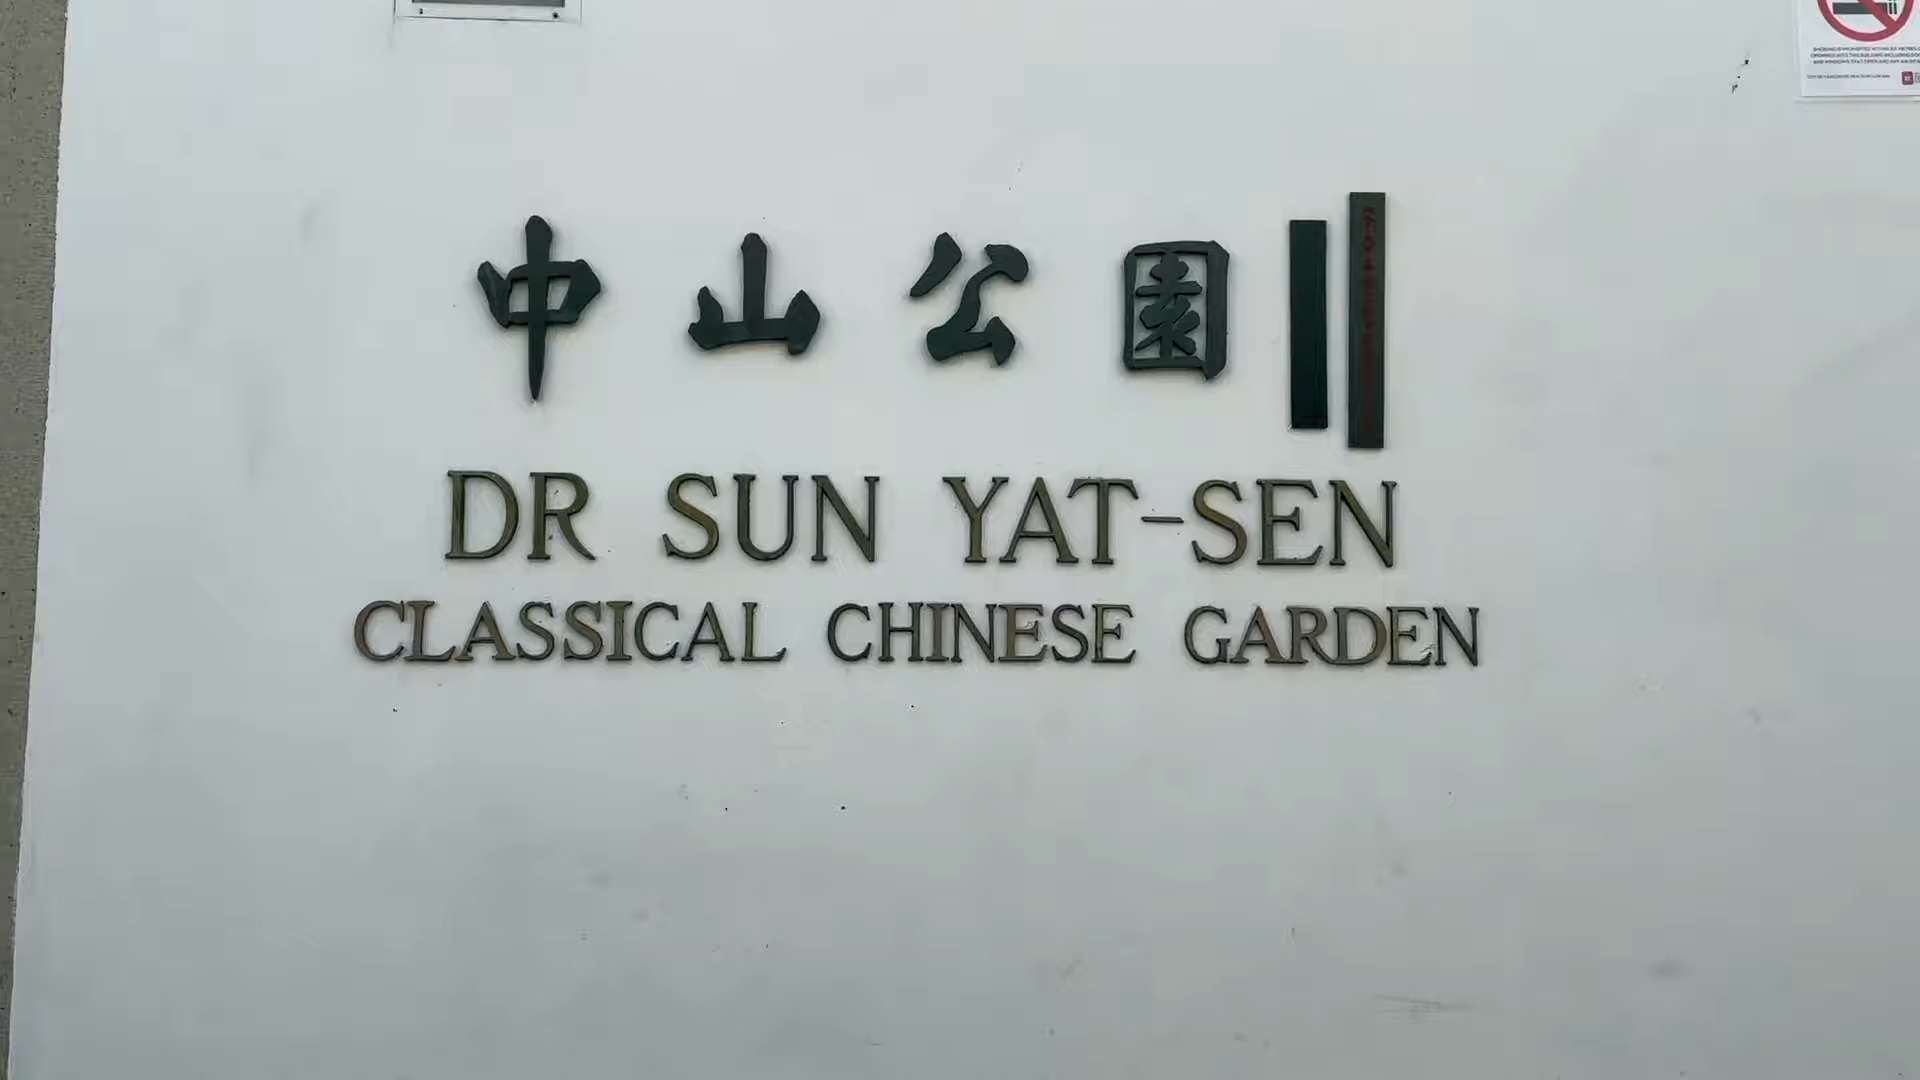 中山公園
DR SUN YAT-SEN
CLASSICAL CHINESE GARDEN